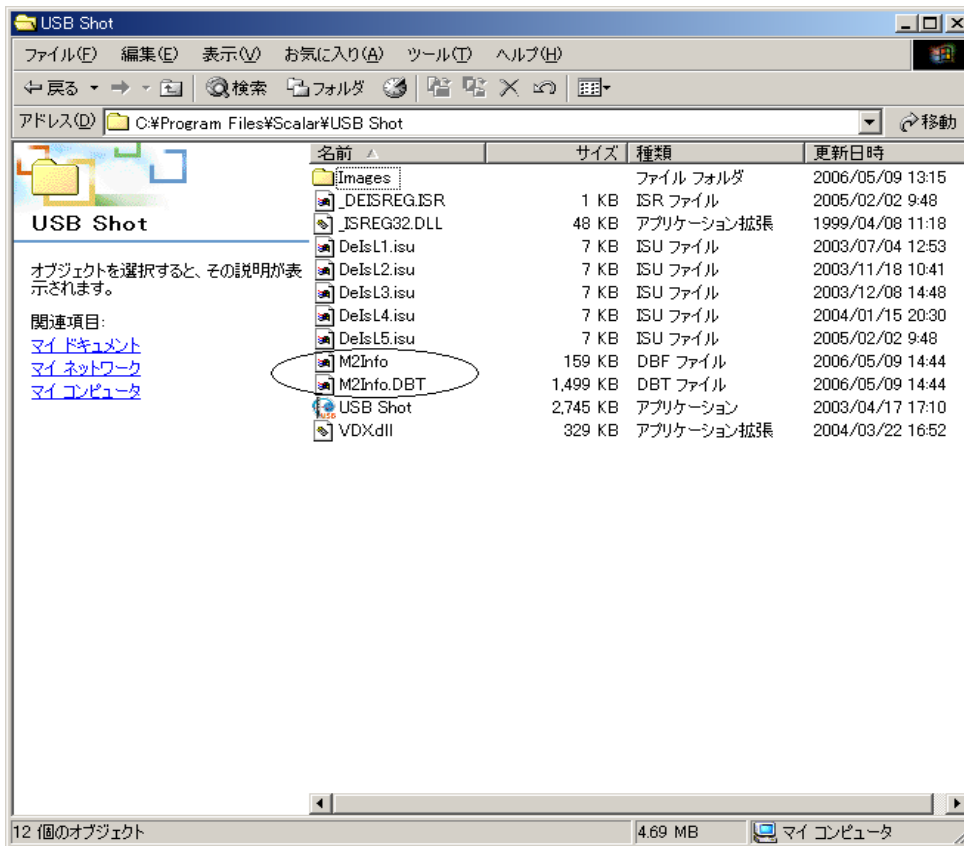 USB Shot
ファイル(F) 編集(E) 表示(V) お気に入り(A) ツール(T) ヘルプ(H)
戻る 検索 フォルダ
アドレス(D) C:¥Program Files¥Scalar¥USB Shot 移動
名前 サイズ 種類 更新日時
Images ファイル フォルダ 2006/05/09 13:15
_DEISREG.ISR 1 KB ISR ファイル 2005/02/02 9:48
_ISREG32.DLL 48 KB アプリケーション拡張 1999/04/08 11:18
DeIsL1.isu 7 KB ISU ファイル 2003/07/04 12:53
DeIsL2.isu 7 KB ISU ファイル 2003/11/18 10:41
DeIsL3.isu 7 KB ISU ファイル 2003/12/08 14:48
DeIsL4.isu 7 KB ISU ファイル 2004/01/15 20:30
DeIsL5.isu 7 KB ISU ファイル 2005/02/02 9:48
M2Info 159 KB DBF ファイル 2006/05/09 14:44
M2Info.DBT 1,499 KB DBT ファイル 2006/05/09 14:44
USB Shot 2,745 KB アプリケーション 2003/04/17 17:10
VDX.dll 329 KB アプリケーション拡張 2004/03/22 16:52
USB Shot
オブジェクトを選択すると、その説明が表
示されます。
関連項目:
マイ ドキュメント
マイ ネットワーク
マイ コンピュータ
12 個のオブジェクト 4.69 MB マイ コンピュータ